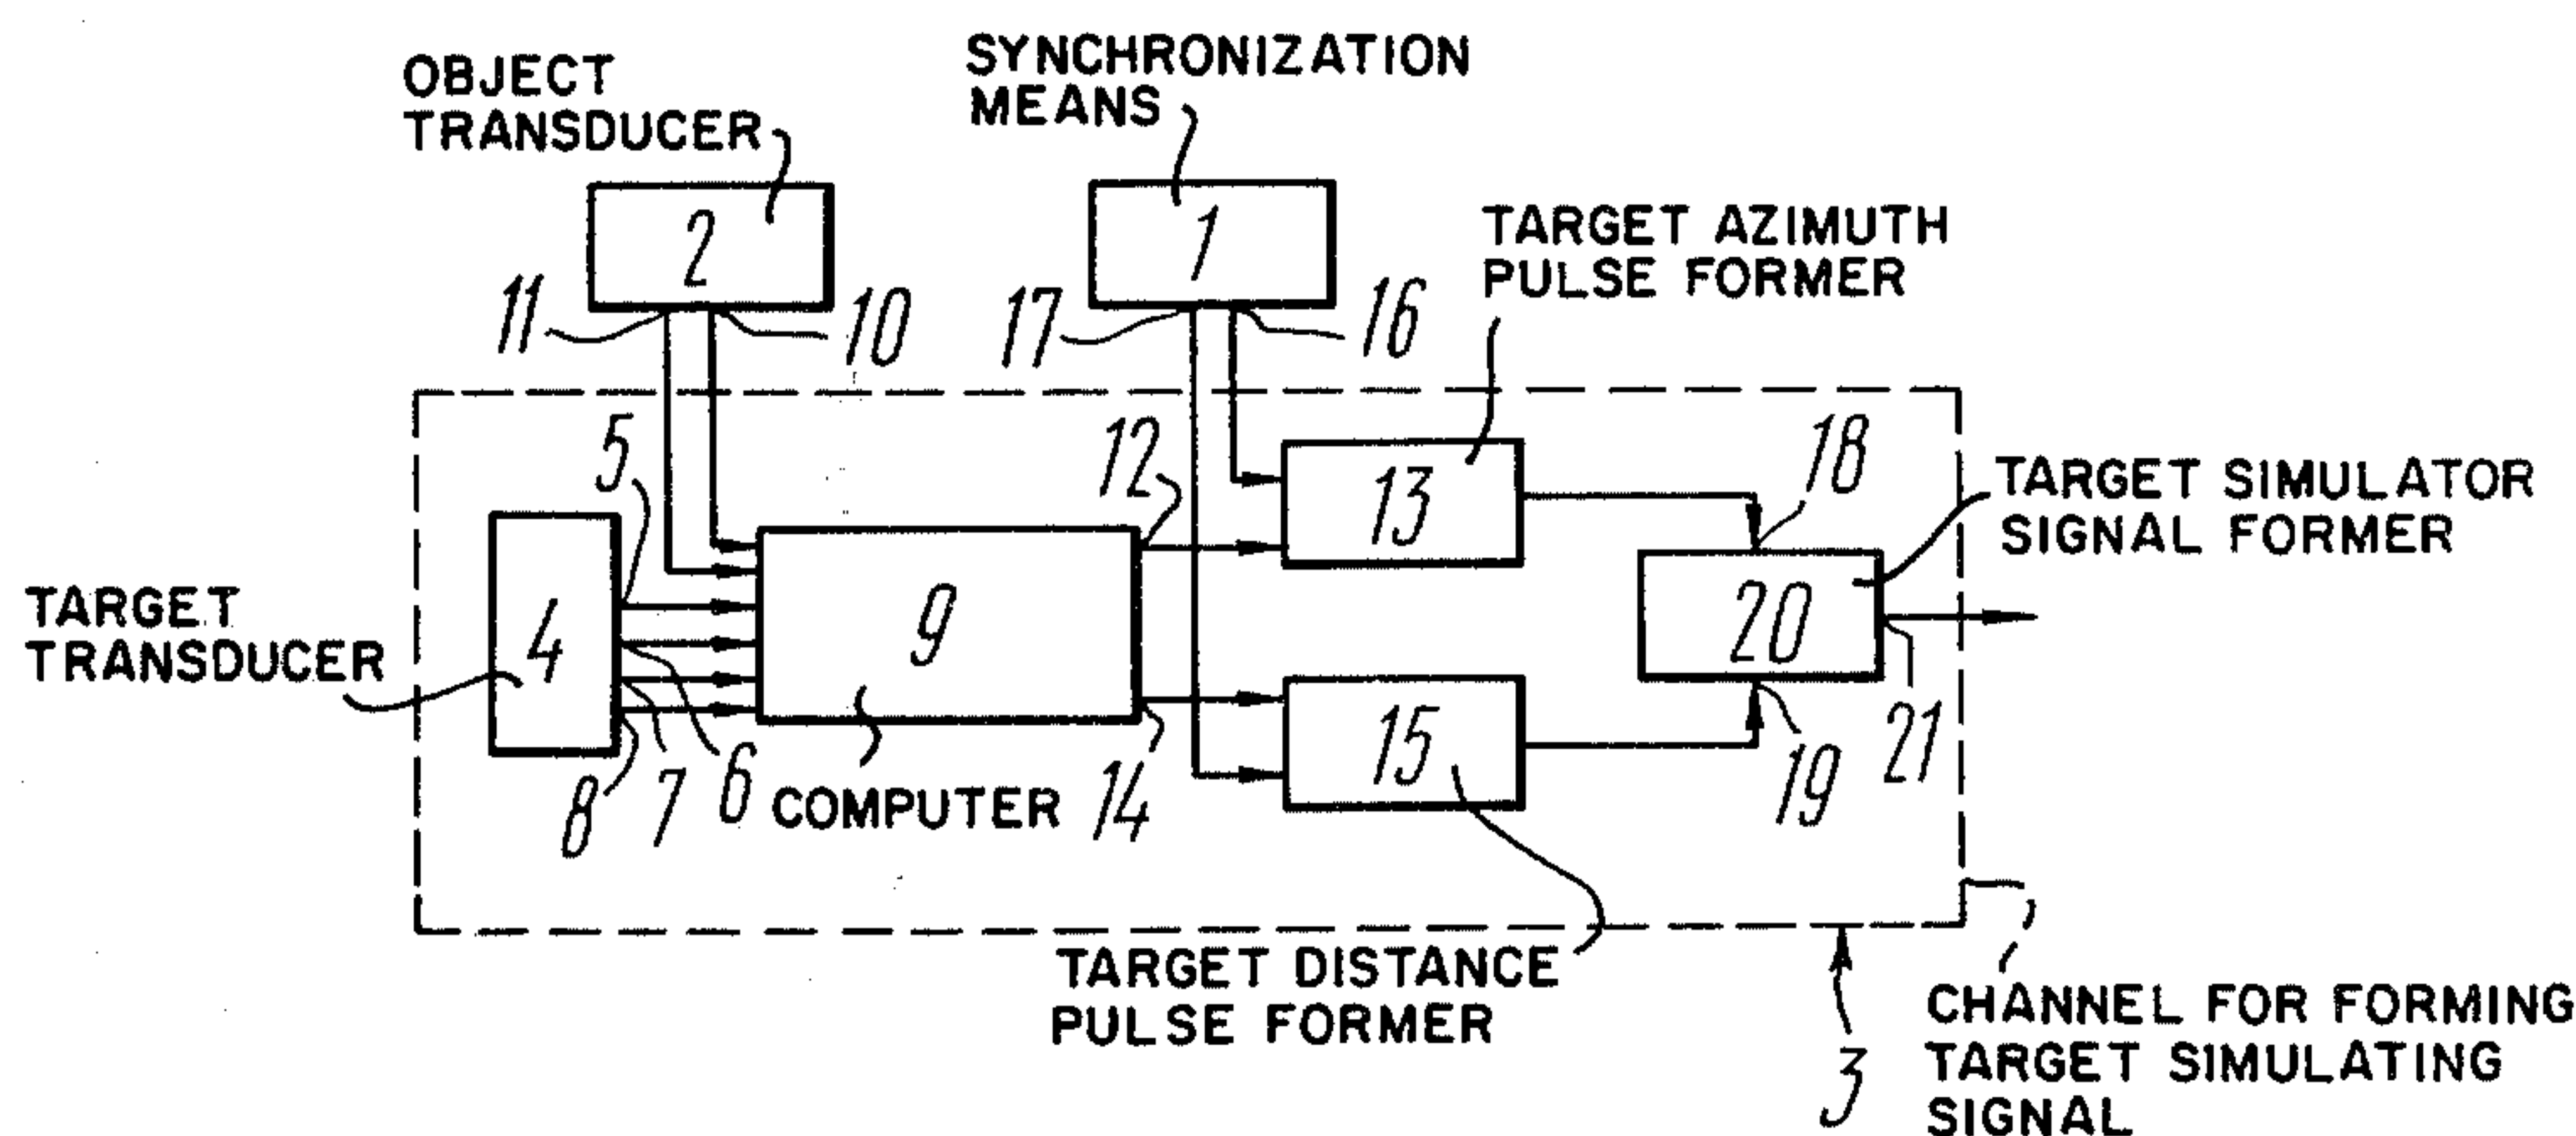 OBJECT
TRANSDUCER
SYNCHRONIZATION
MEANS
2
1
TARGET AZIMUTH
PULSE FORMER
11
10
17
16
5
12
13
18
TARGET SIMULATOR
SIGNAL FORMER
TARGET
TRANSDUCER
4
9
20
15
8
7
6
COMPUTER
14
19
21
TARGET DISTANCE
PULSE FORMER
3
CHANNEL FOR FORMING
TARGET SIMULATING
SIGNAL